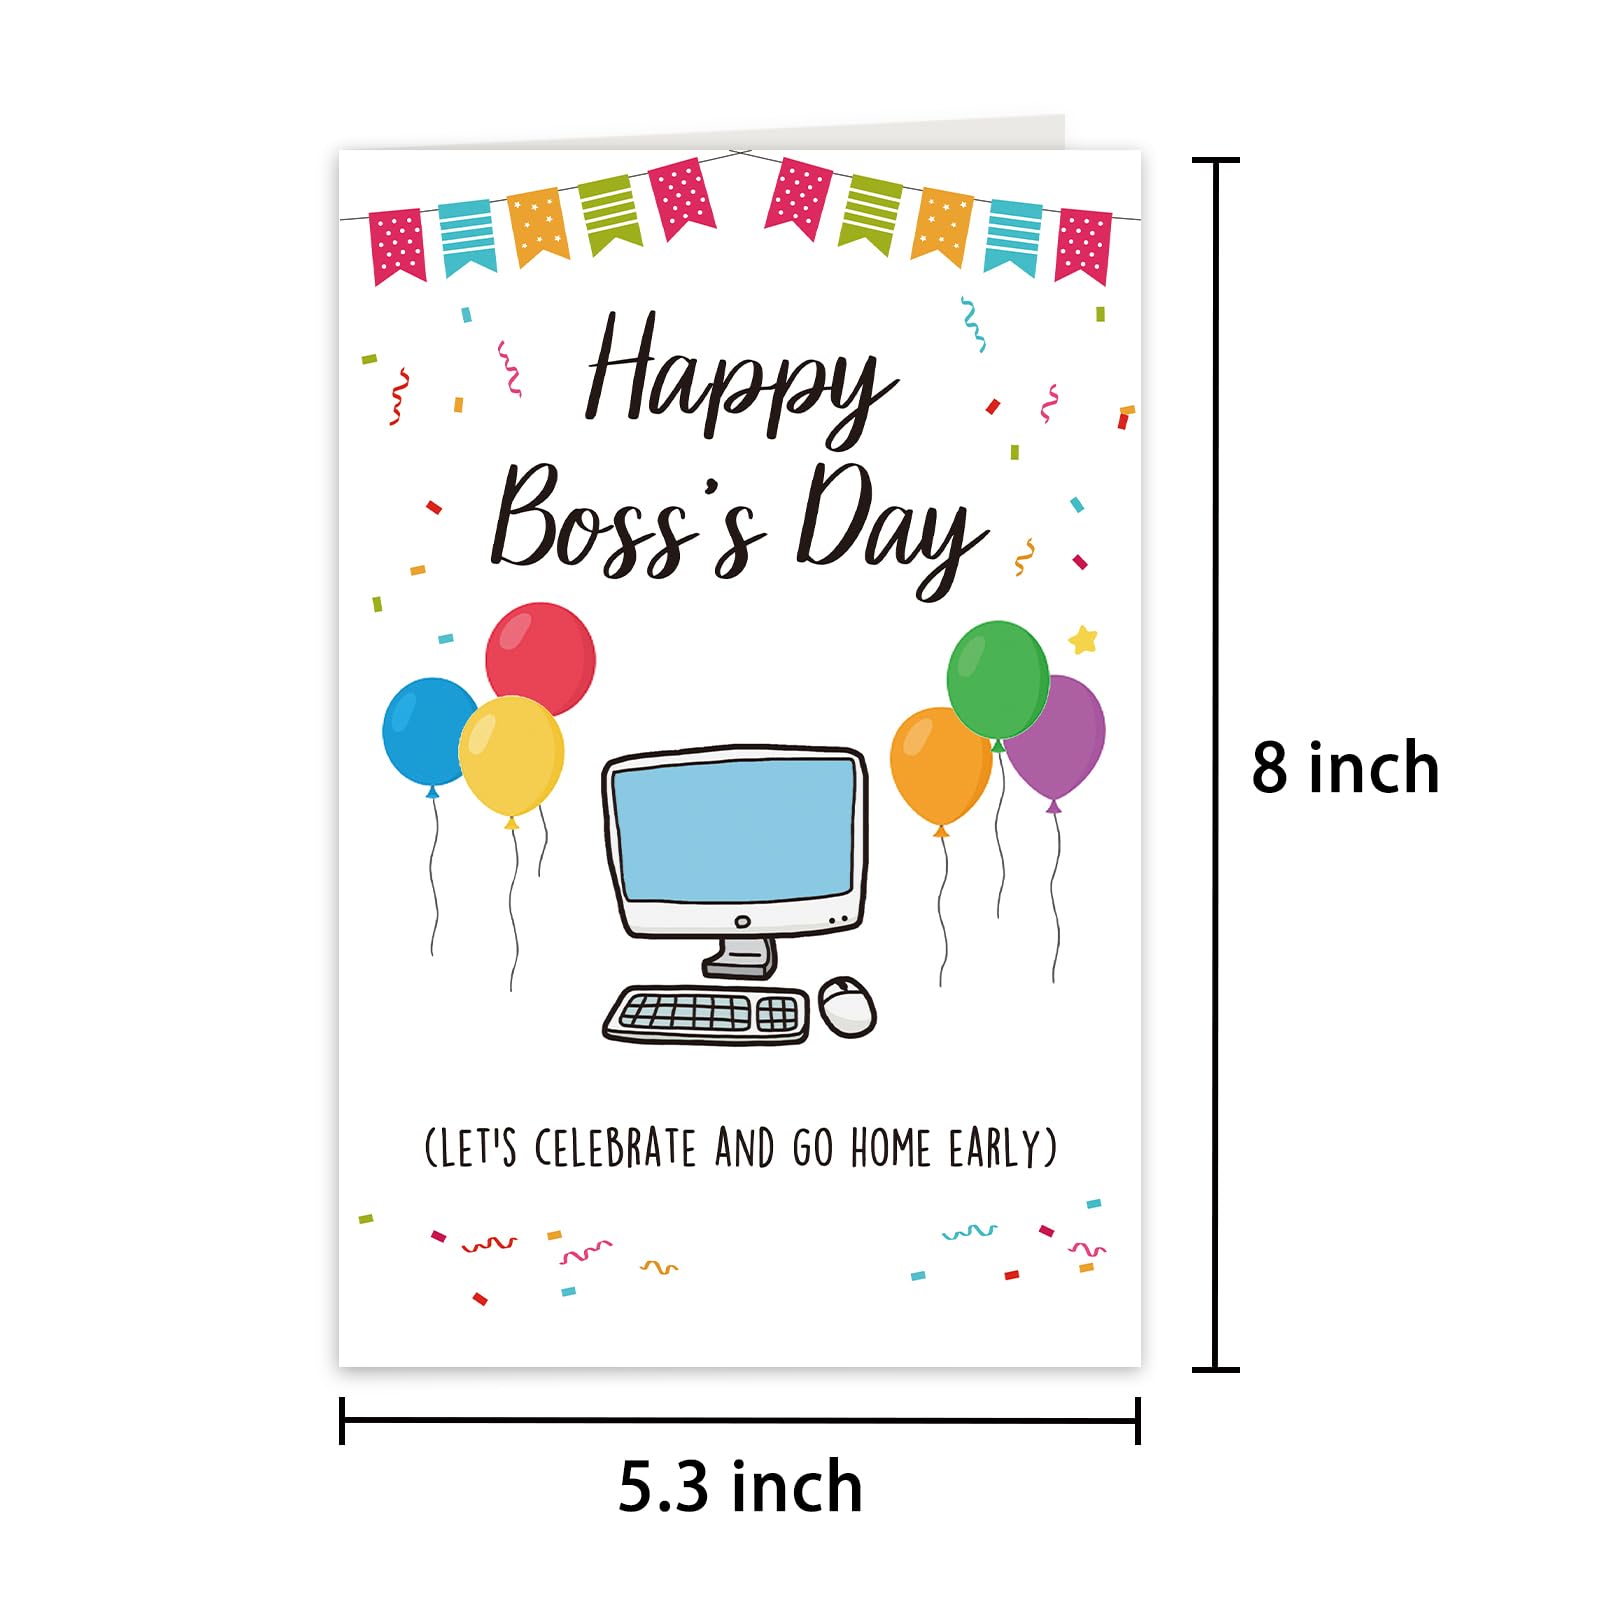 Happy
Boss's Day
(LET'S CELEBRATE AND GO HOME EARLY)
8 inch
5.3 inch